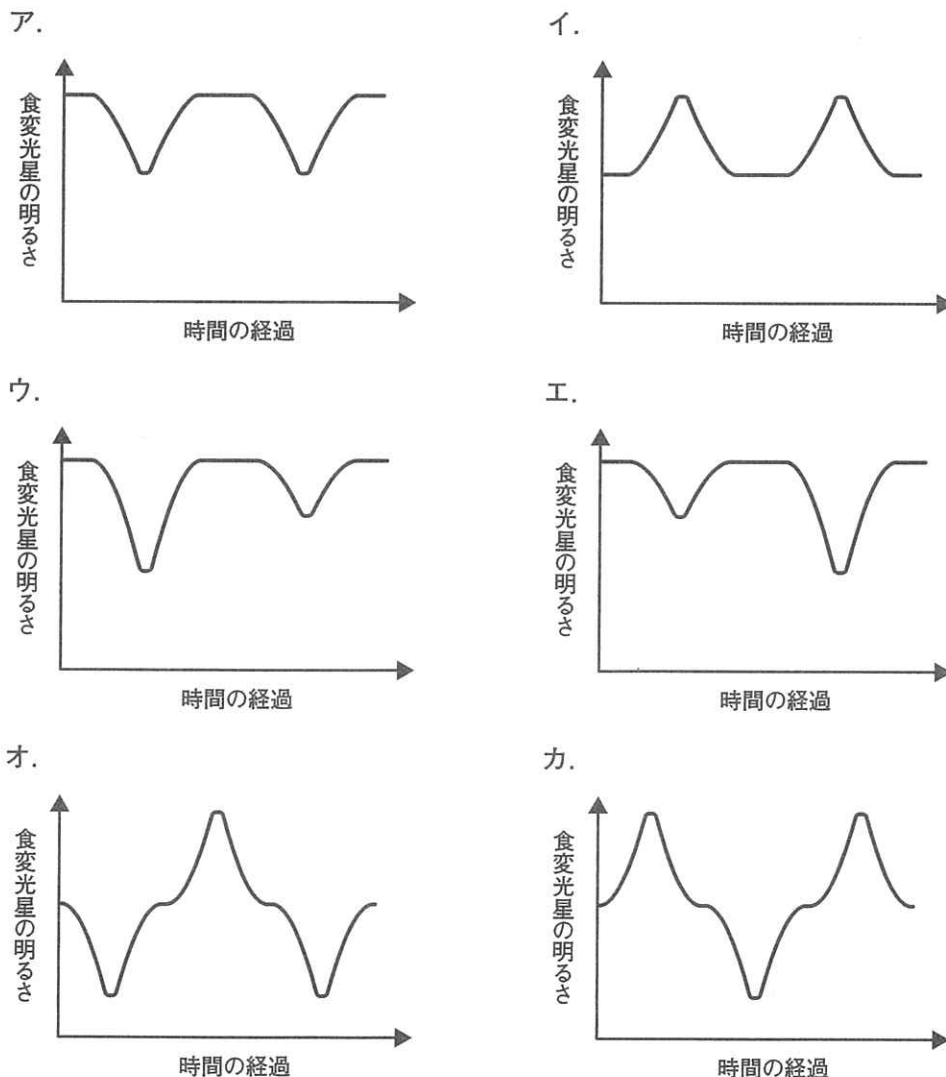 ア.
食変光星の明るさ
時間の経過
イ.
食変光星の明るさ
時間の経過
ウ.
食変光星の明るさ
時間の経過
エ.
食変光星の明るさ
時間の経過
オ.
食変光星の明るさ
時間の経過
カ.
食変光星の明るさ
時間の経過